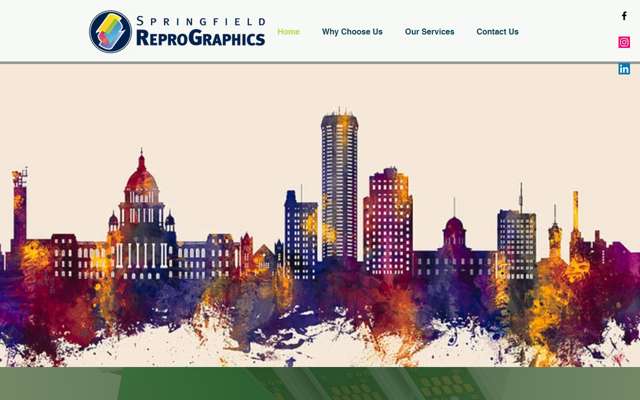 SPRINGFIELD
REPROGRAPHICS
Home
Why Choose Us
Our Services
Contact Us